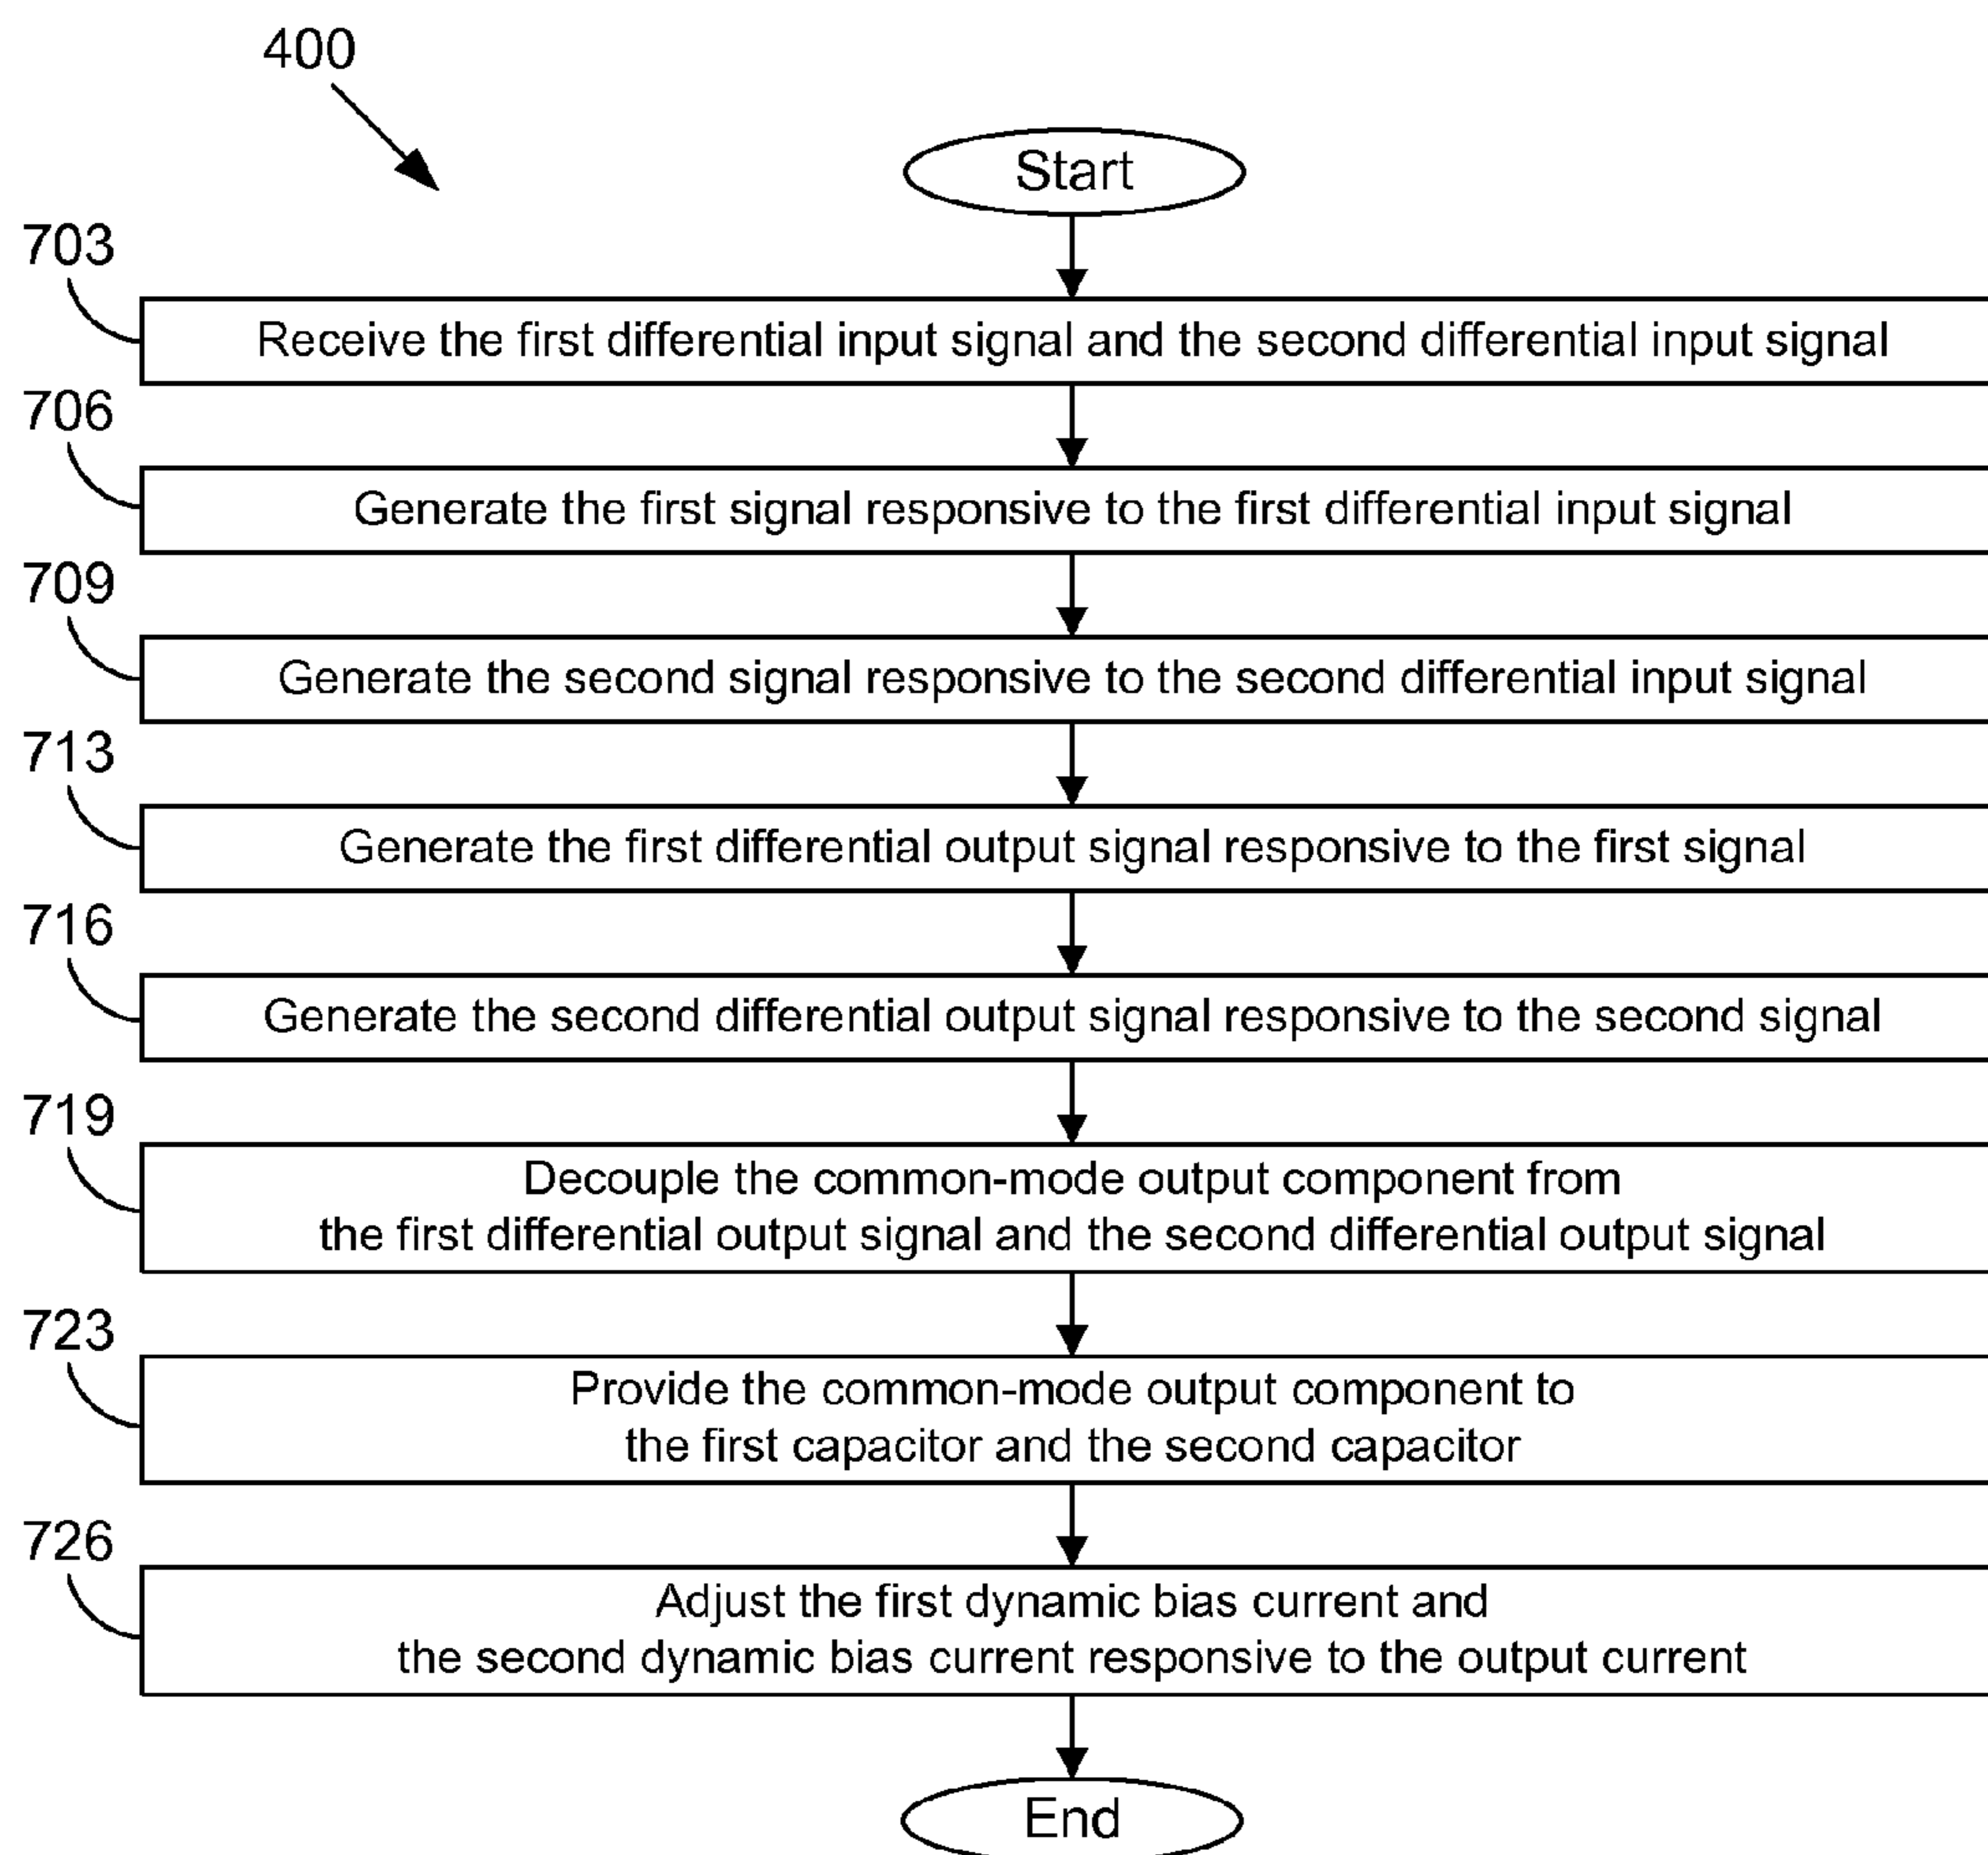 400
Start
703
Receive the first differential input signal and the second differential input signal
706
Generate the first signal responsive to the first differential input signal
709
Generate the second signal responsive to the second differential input signal
713
Generate the first differential output signal responsive to the first signal
716
Generate the second differential output signal responsive to the second signal
719
Decouple the common-mode output component from
the first differential output signal and the second differential output signal
723
Provide the common-mode output component to
the first capacitor and the second capacitor
726
Adjust the first dynamic bias current and
the second dynamic bias current responsive to the output current
End